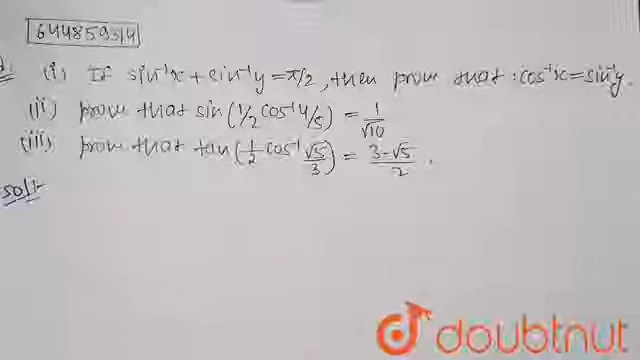 644859314
(i) If sin⁻¹x + sin⁻¹y = π/2, then prove that : cos⁻¹x = sin⁻¹y.
(ii) prove that sin(1/2 cos⁻¹ 4/5) = 1/√10
(iii) prove that tan(1/2 cos⁻¹ √5/3) = 3-√5/2.
Sol:-
doubtnut